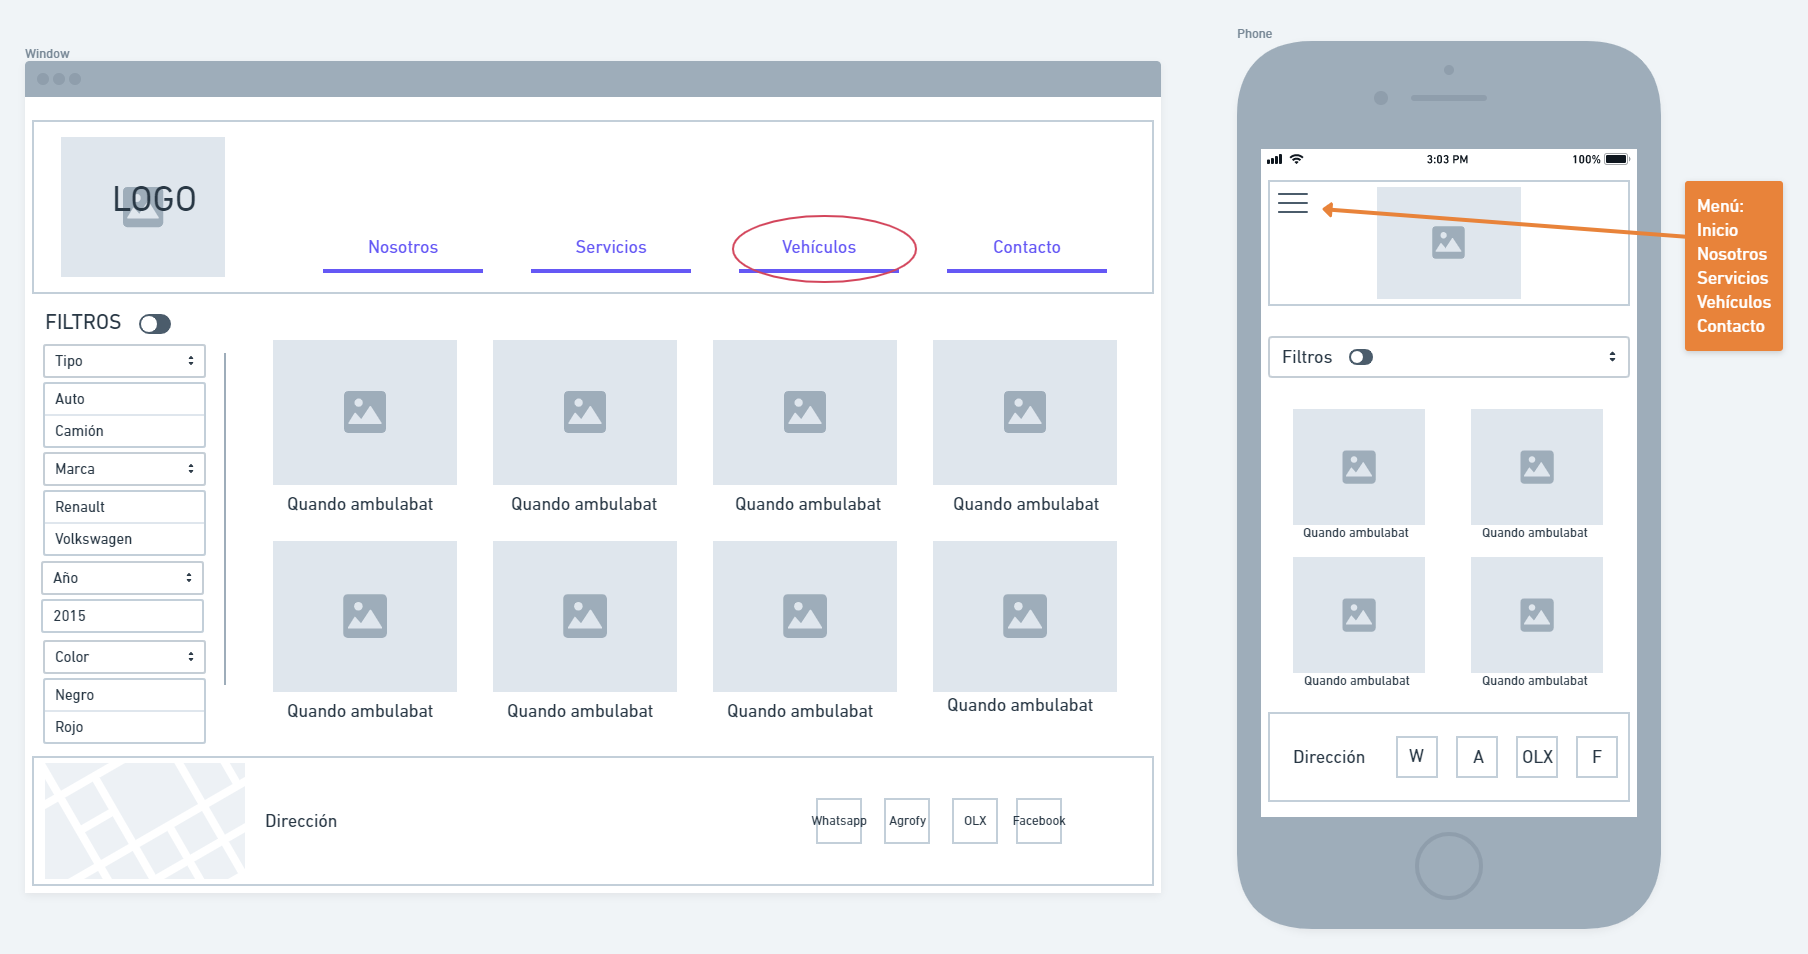 Window
LOGO
Nosotros
Servicios
Vehículos
Contacto
FILTROS
Tipo
Auto
Camión
Marca
Renault
Volkswagen
Año
2015
Color
Negro
Rojo
Quando ambulabat
Quando ambulabat
Quando ambulabat
Quando ambulabat
Quando ambulabat
Quando ambulabat
Quando ambulabat
Quando ambulabat
Dirección
Whatsapp
Agrofy
OLX
Facebook
Phone
3:03 PM
100%
Menú:
Inicio
Nosotros
Servicios
Vehículos
Contacto
Filtros
Quando ambulabat
Quando ambulabat
Quando ambulabat
Quando ambulabat
Dirección
W
A
OLX
F